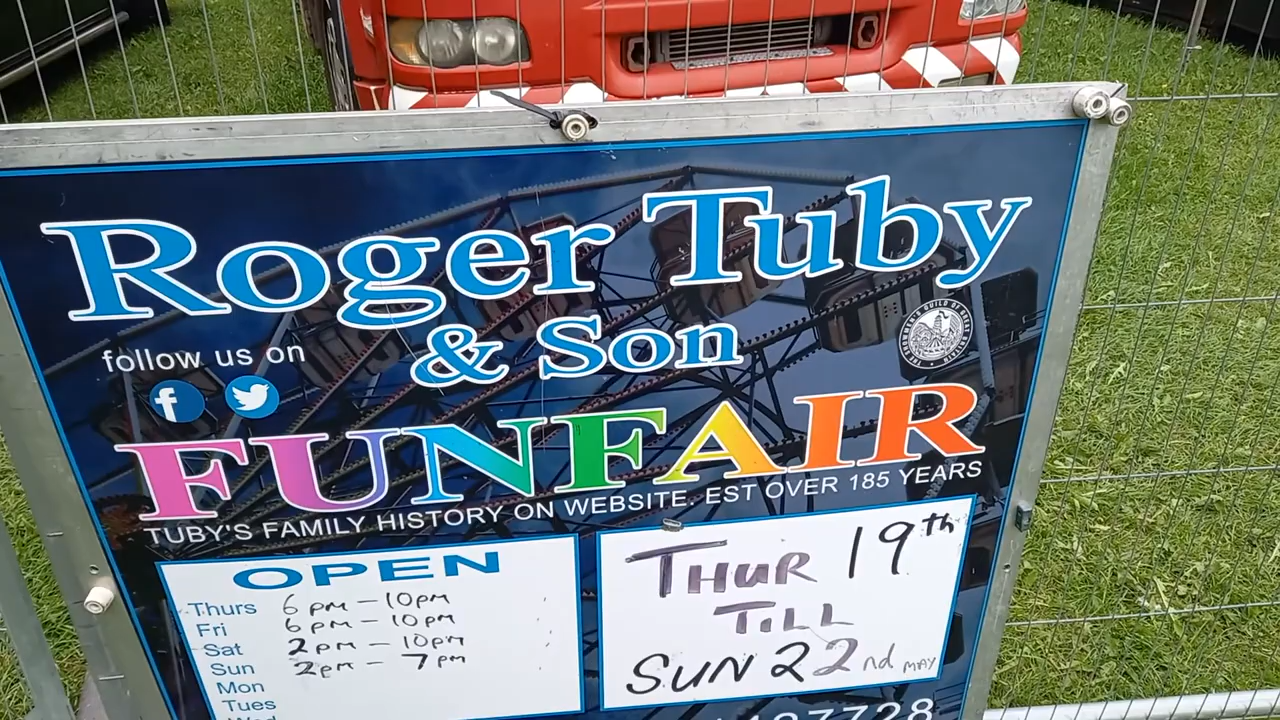 Roger Tuby
& Son
follow us on
FUNFAIR
TUBY'S FAMILY HISTORY ON WEBSITE. EST OVER 185 YEARS
OPEN
Thurs 6pm - 10pm
Fri 6pm - 10pm
Sat 2pm - 10pm
Sun 2pm - 7pm
Mon
Tues
Wed
THUR 19th
TILL
SUN 22nd MAY